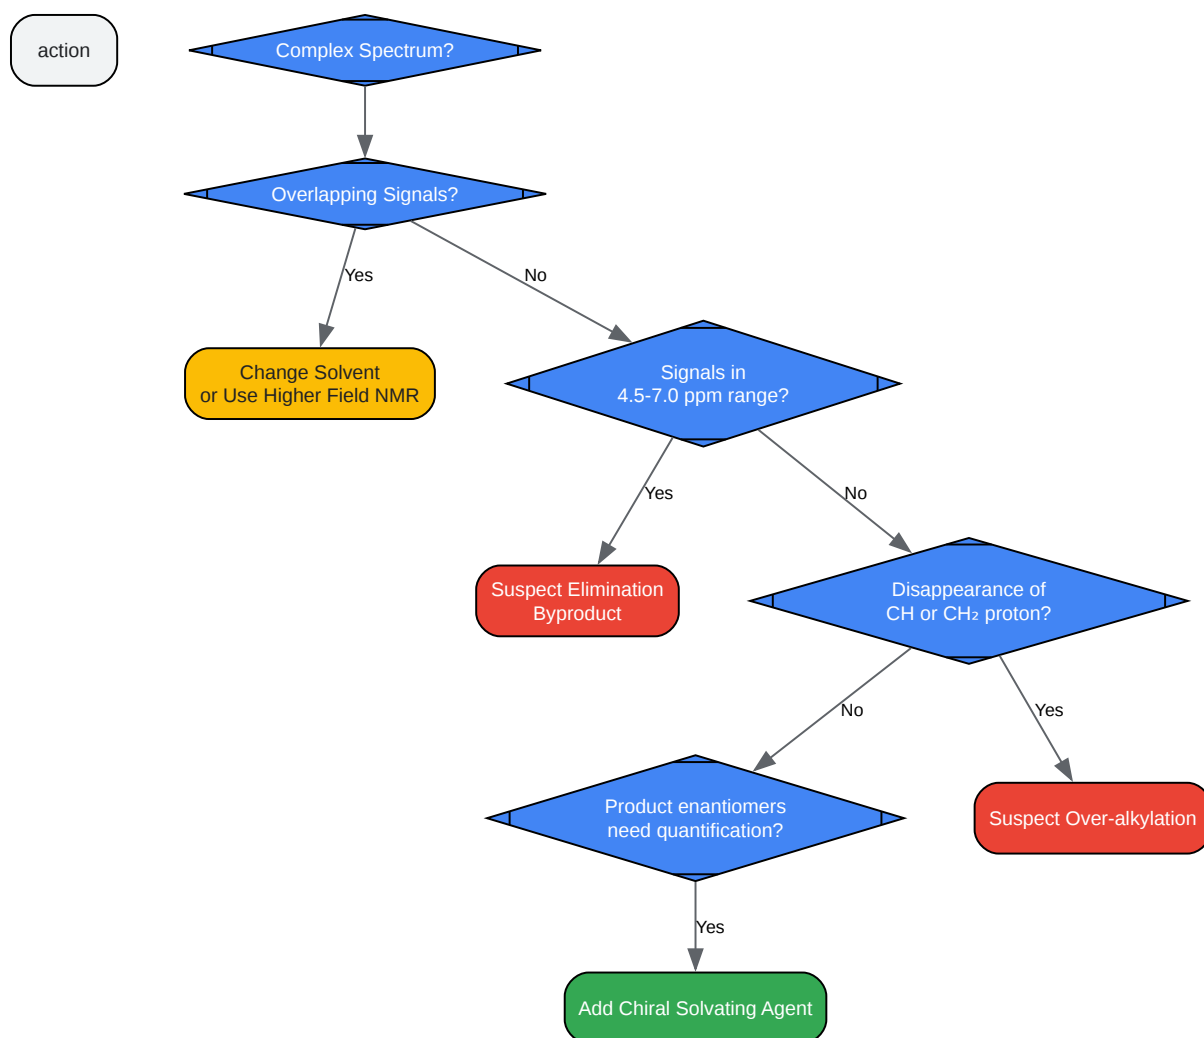 action
Complex Spectrum?
Overlapping Signals?
Yes
No
Change Solvent
or Use Higher Field NMR
Signals in
4.5-7.0 ppm range?
Yes
No
Suspect Elimination
Byproduct
Disappearance of
CH or CH₂ proton?
No
Yes
Product enantiomers
need quantification?
Suspect Over-alkylation
Yes
Add Chiral Solvating Agent